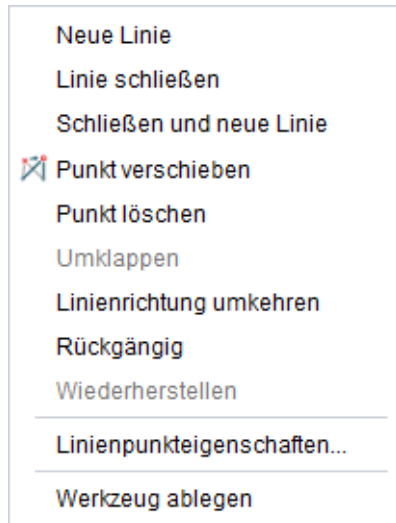 Neue Linie
Linie schließen
Schließen und neue Linie
Punkt verschieben
Punkt löschen
Umklappen
Linienrichtung umkehren
Rückgängig
Wiederherstellen
Linienpunkteigenschaften...
Werkzeug ablegen